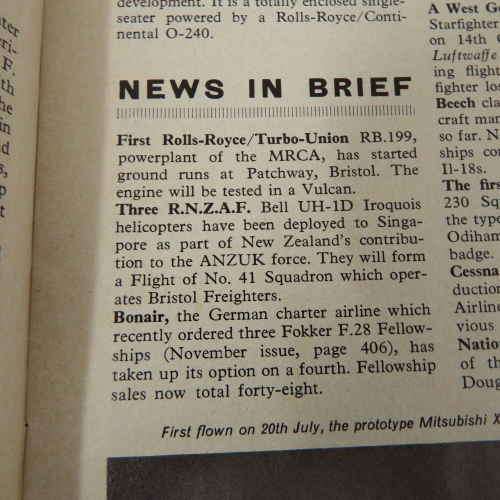 development. It is a totally enclosed single-
seater powered by a Rolls-Royce/Conti-
nental O-240.
NEWS IN BRIEF
First Rolls-Royce/Turbo-Union RB.199,
powerplant of the MRCA, has started
ground runs at Patchway, Bristol. The
engine will be tested in a Vulcan.
Three R.N.Z.A.F. Bell UH-1D Iroquois
helicopters have been deployed to Singa-
pore as part of New Zealand's contribu-
tion to the ANZUK force. They will form
a Flight of No. 41 Squadron which oper-
ates Bristol Freighters.
Bonair, the German charter airline which
recently ordered three Fokker F.28 Fellow-
ships (November issue, page 406), has
taken up its option on a fourth. Fellowship
sales now total forty-eight.
First flown on 20th July, the prototype Mitsubishi X
A West G
Starfighter
on 14th
Luftwaffe
ing flight
fighter los
Beech cla
craft man
so far. N
ships co
Il-18s.
The firs
230 Sq
the type
Odiham
badge.
Cessna
duction
Airline
vious
Natio
of th
Doug